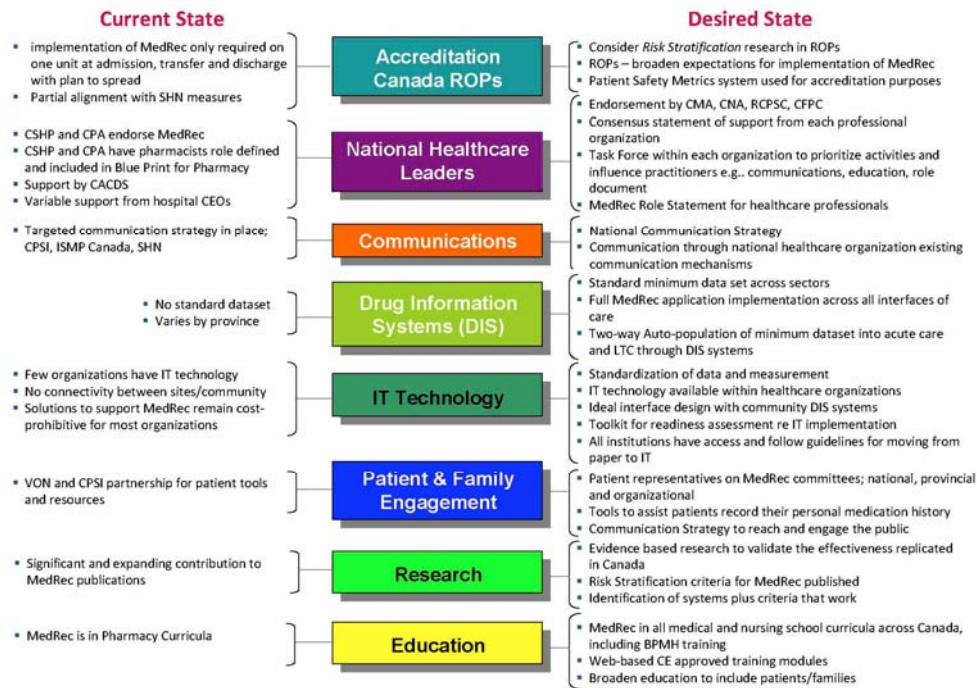 Current State
Desired State
▪ implementation of MedRec only required on
one unit at admission, transfer and discharge
with plan to spread
▪ Partial alignment with SHN measures
Accreditation
Canada ROPs
▪ Consider Risk Stratification research in ROPs
▪ ROPs – broaden expectations for implementation of MedRec
▪ Patient Safety Metrics system used for accreditation purposes
▪ CSHP and CPA endorse MedRec
▪ CSHP and CPA have pharmacists role defined
and included in Blue Print for Pharmacy
▪ Support by CACDS
▪ Variable support from hospital CEOs
National Healthcare
Leaders
▪ Endorsement by CMA, CNA, RCPSC, CFPC
▪ Consensus statement of support from each professional
organization
▪ Task Force within each organization to prioritize activities and
influence practitioners e.g.. communications, education, role
document
▪ MedRec Role Statement for healthcare professionals
▪ Targeted communication strategy in place;
CPSI, ISMP Canada, SHN
Communications
▪ National Communication Strategy
▪ Communication through national healthcare organization existing
communication mechanisms
▪ No standard dataset
▪ Varies by province
Drug Information
Systems (DIS)
▪ Standard minimum data set across sectors
▪ Full MedRec application implementation across all interfaces of
care
▪ Two-way Auto-population of minimum dataset into acute care
and LTC through DIS systems
▪ Few organizations have IT technology
▪ No connectivity between sites/community
▪ Solutions to support MedRec remain cost-
prohibitive for most organizations
IT Technology
▪ Standardization of data and measurement
▪ IT technology available within healthcare organizations
▪ Ideal interface design with community DIS systems
▪ Toolkit for readiness assessment re IT implementation
▪ All institutions have access and follow guidelines for moving from
paper to IT
▪ VON and CPSI partnership for patient tools
and resources
Patient & Family
Engagement
▪ Patient representatives on MedRec committees; national, provincial
and organizational
▪ Tools to assist patients record their personal medication history
▪ Communication Strategy to reach and engage the public
▪ Significant and expanding contribution to
MedRec publications
Research
▪ Evidence based research to validate the effectiveness replicated
in Canada
▪ Risk Stratification criteria for MedRec published
▪ Identification of systems plus criteria that work
▪ MedRec is in Pharmacy Curricula
Education
▪ MedRec in all medical and nursing school curricula across Canada,
including BPMH training
▪ Web-based CE approved training modules
▪ Broaden education to include patients/families